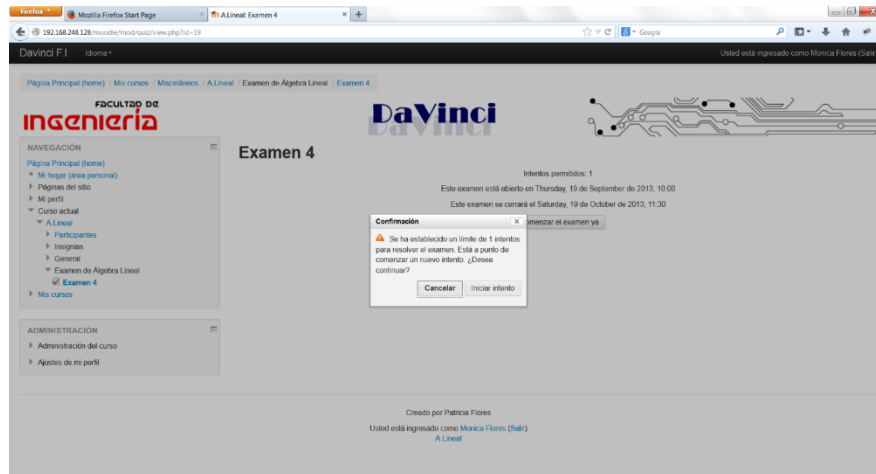 Firefox
Mozilla Firefox Start Page
A.Lineal: Examen 4
192.168.248.128/moodle/mod/quiz/view.php?id=19
Google
Davinci F.I
Idioma
Usted está ingresado como Monica Flores (Salir
Página Principal (home) / Mis cursos / Misceláneos / A.Lineal / Examen de Álgebra Lineal / Examen 4
FACULTAD DE
INGENIERÍA
DaVinci
NAVEGACIÓN
Página Principal (home)
Mi hogar (área personal)
Páginas del sitio
Mi perfil
Curso actual
A.Lineal
Participantes
Insignias
General
Examen de Álgebra Lineal
Examen 4
Mis cursos
ADMINISTRACIÓN
Administración del curso
Ajustes de mi perfil
Examen 4
Intentos permitidos: 1
Este examen está abierto en Thursday, 19 de September de 2013, 10:00
Este examen se cerrará el Saturday, 19 de October de 2013, 11:30
omenzar el examen ya
Confirmación
Se ha establecido un límite de 1 intentos
para resolver el examen. Está a punto de
comenzar un nuevo intento. ¿Desea
continuar?
Cancelar
Iniciar intento
Creado por Patricia Flores
Usted está ingresado como Monica Flores (Salir)
A.Lineal